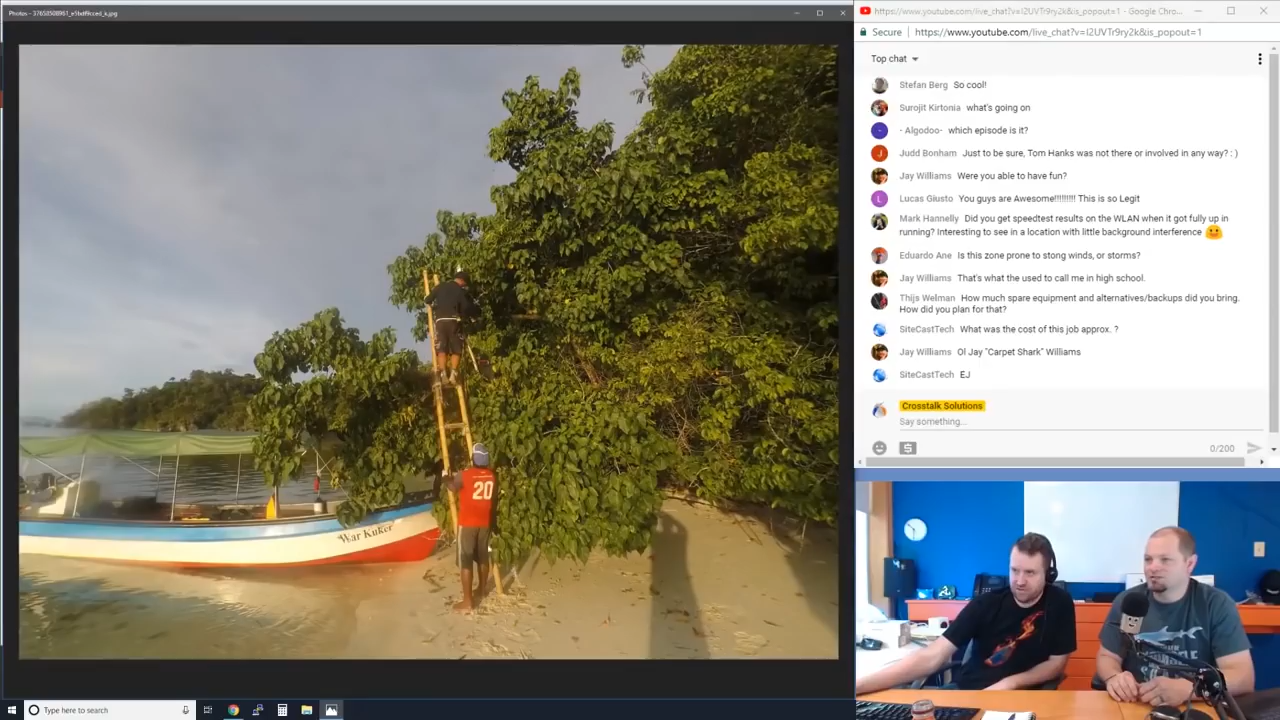 Photos - 37658508961_e5fxdf9cced_k.jpg
War Kuker
20
https://www.youtube.com/live_chat?v=I2UVTr9ry2k&is_popout=1 - Google Chro...
Secure
https://www.youtube.com/live_chat?v=I2UVTr9ry2k&is_popout=1
Top chat
Stefan Berg So cool!
Surojit Kirtonia what's going on
- Algodoo- which episode is it?
J Judd Bonham Just to be sure, Tom Hanks was not there or involved in any way? : )
Jay Williams Were you able to have fun?
L Lucas Giusto You guys are Awesome!!!!!!!!! This is so Legit
Mark Hannelly Did you get speedtest results on the WLAN when it got fully up in
running? Interesting to see in a location with little background interference
Eduardo Ane Is this zone prone to stong winds, or storms?
Jay Williams That's what the used to call me in high school.
Thijs Welman How much spare equipment and alternatives/backups did you bring.
How did you plan for that?
SiteCastTech What was the cost of this job approx. ?
Jay Williams Ol Jay "Carpet Shark" Williams
SiteCastTech EJ
Crosstalk Solutions
Say something...
0/200
Type here to search